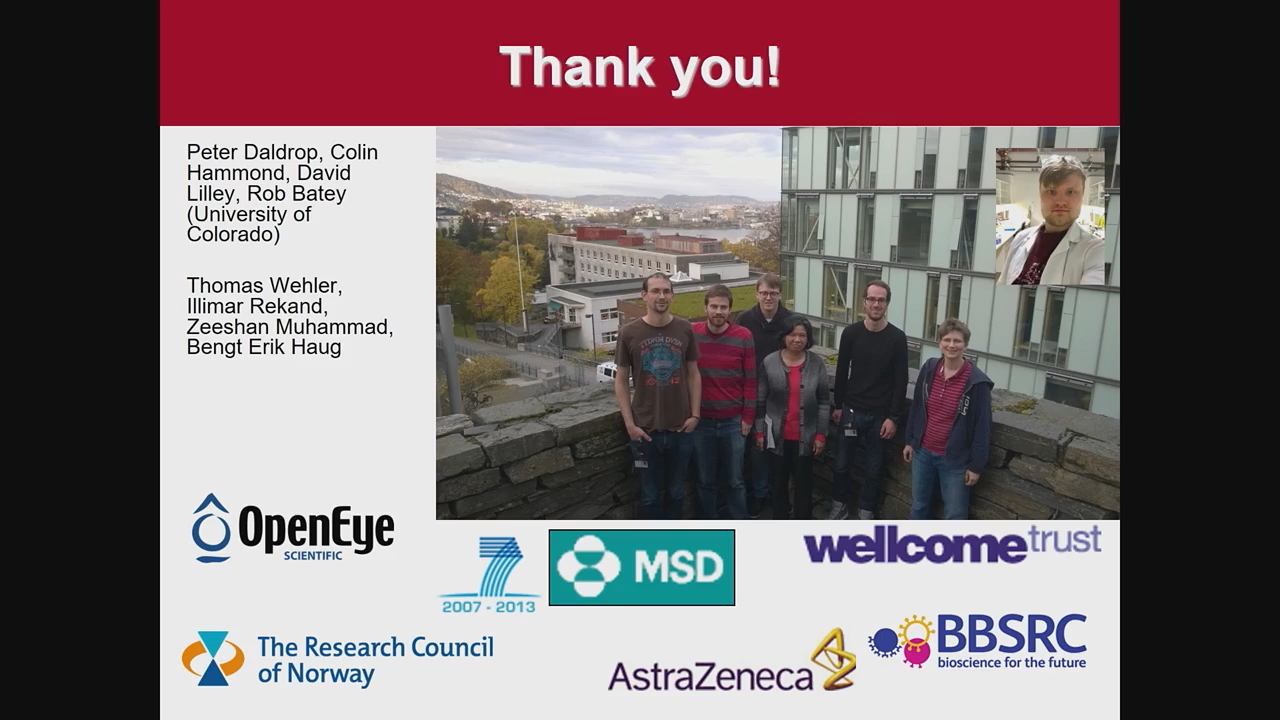 Thank you!
Peter Daldrop, Colin
Hammond, David
Lilley, Rob Batey
(University of
Colorado)
Thomas Wehler,
Illimar Rekand,
Zeeshan Muhammad,
Bengt Erik Haug
OpenEye
SCIENTIFIC
7
2007 - 2013
MSD
wellcometrust
The Research Council
of Norway
AstraZeneca
BBSRC
bioscience for the future